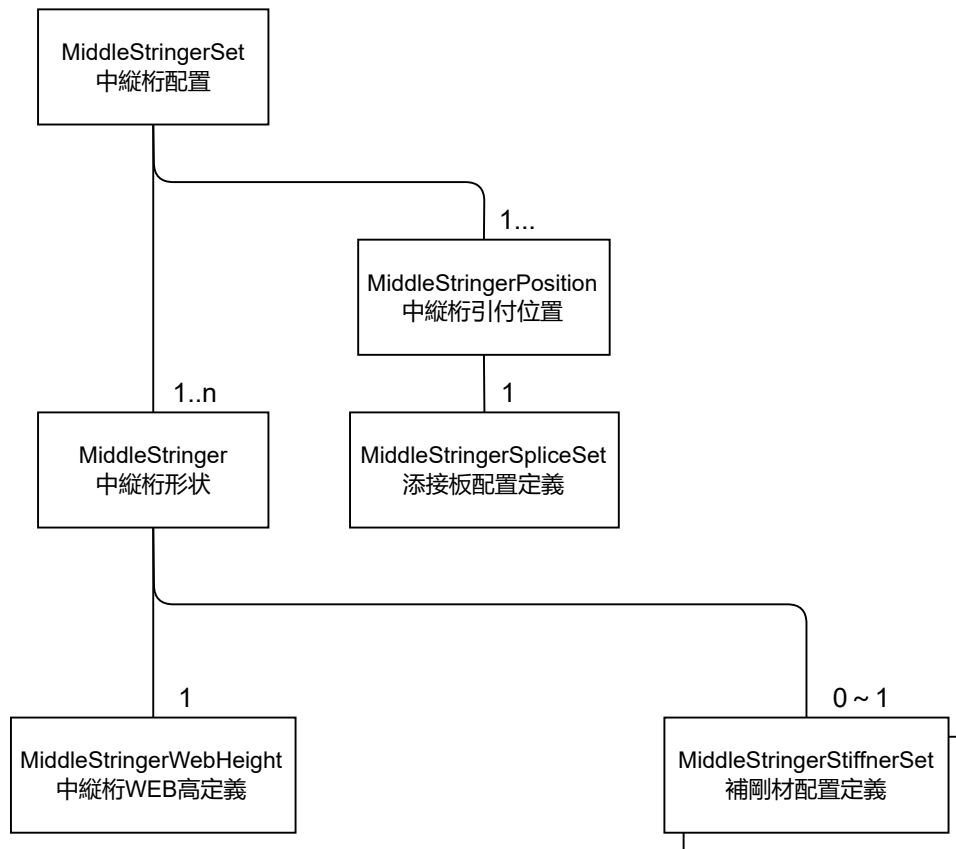 MiddleStringerSet
中縦桁配置
1...
MiddleStringerPosition
中縦桁引付位置
1..n
1
MiddleStringer
中縦桁形状
MiddleStringerSpliceSet
添接板配置定義
1
0～1
MiddleStringerWebHeight
中縦桁WEB高定義
MiddleStringerStiffnerSet
補剛材配置定義